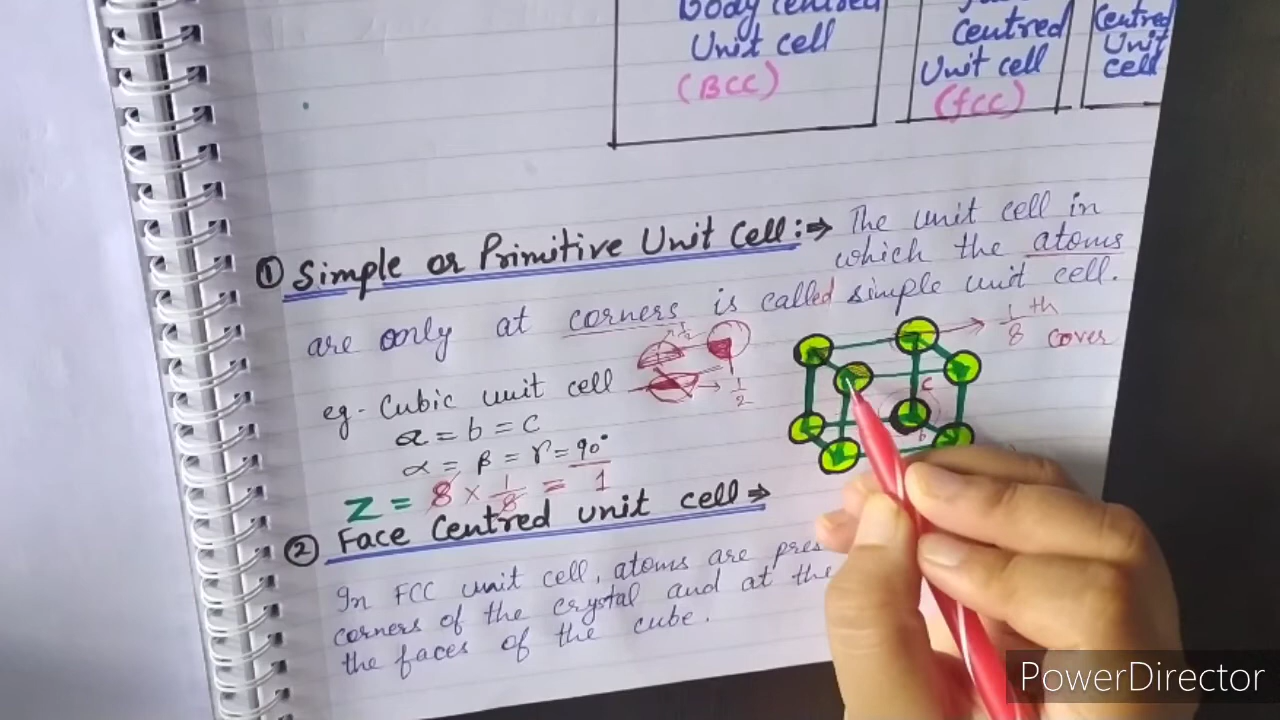 Body Centred
Unit cell
(BCC)
Centred
Unit cell
(fCC)
Centred
Unit
cell
① Simple or Primitive Unit Cell:⇒ The unit cell in
which the atoms
are only at corners is called simple unit cell.
1/8 th
cover
1/2
1/2
eg- Cubic unit cell
a = b = c
α = β = γ = 90°
Z = 8 × 1/8 = 1
c
b
② Face Centred unit cell ⇒
In FCC unit cell, atoms are pres
corners of the crystal and at the
the faces of the cube.
PowerDirector